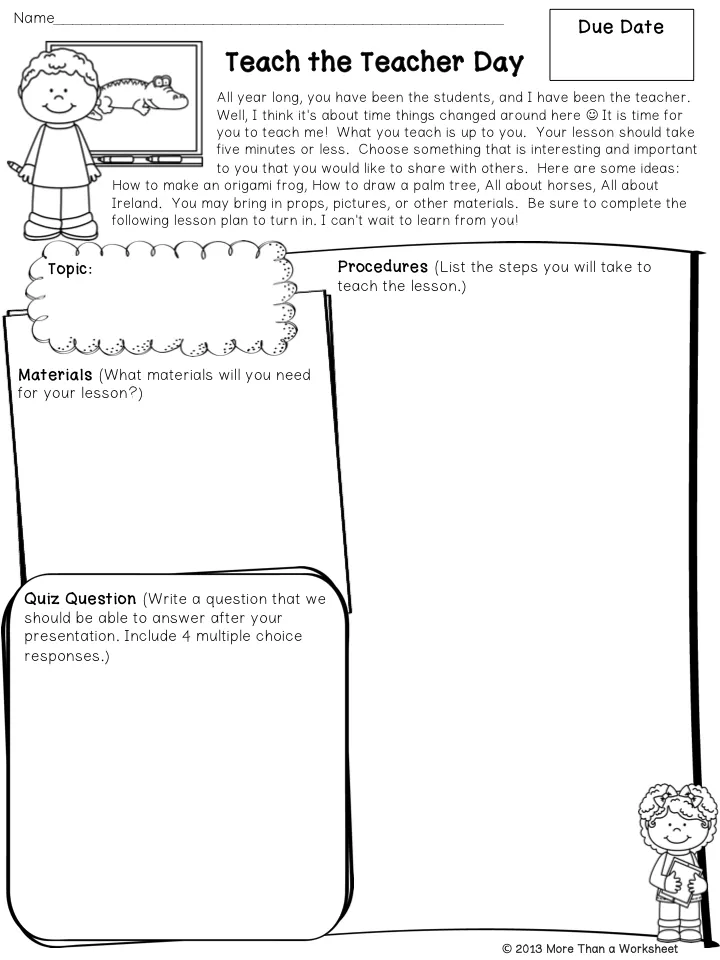 Name
Due Date
Teach the Teacher Day
All year long, you have been the students, and I have been the teacher.
Well, I think it's about time things changed around here ☺ It is time for
you to teach me!  What you teach is up to you.  Your lesson should take
five minutes or less.  Choose something that is interesting and important
to you that you would like to share with others.  Here are some ideas:
How to make an origami frog, How to draw a palm tree, All about horses, All about
Ireland.  You may bring in props, pictures, or other materials.  Be sure to complete the
following lesson plan to turn in. I can't wait to learn from you!
Topic:
Materials (What materials will you need
for your lesson?)
Quiz Question (Write a question that we
should be able to answer after your
presentation. Include 4 multiple choice
responses.)
Procedures (List the steps you will take to
teach the lesson.)
© 2013 More Than a Worksheet